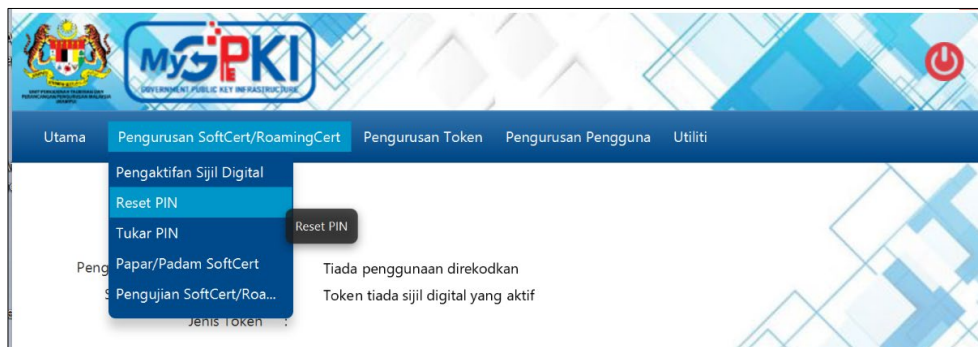 MyGPKI
GOVERNMENT PUBLIC KEY INFRASTRUCTURE
Utama Pengurusan SoftCert/RoamingCert Pengurusan Token Pengurusan Pengguna Utiliti
Pengaktifan Sijil Digital
Reset PIN
Reset PIN
Tukar PIN
Peng
Papar/Padam SoftCert
Tiada penggunaan direkodkan
Pengujian SoftCert/Roa...
Token tiada sijil digital yang aktif
Jenis Token :